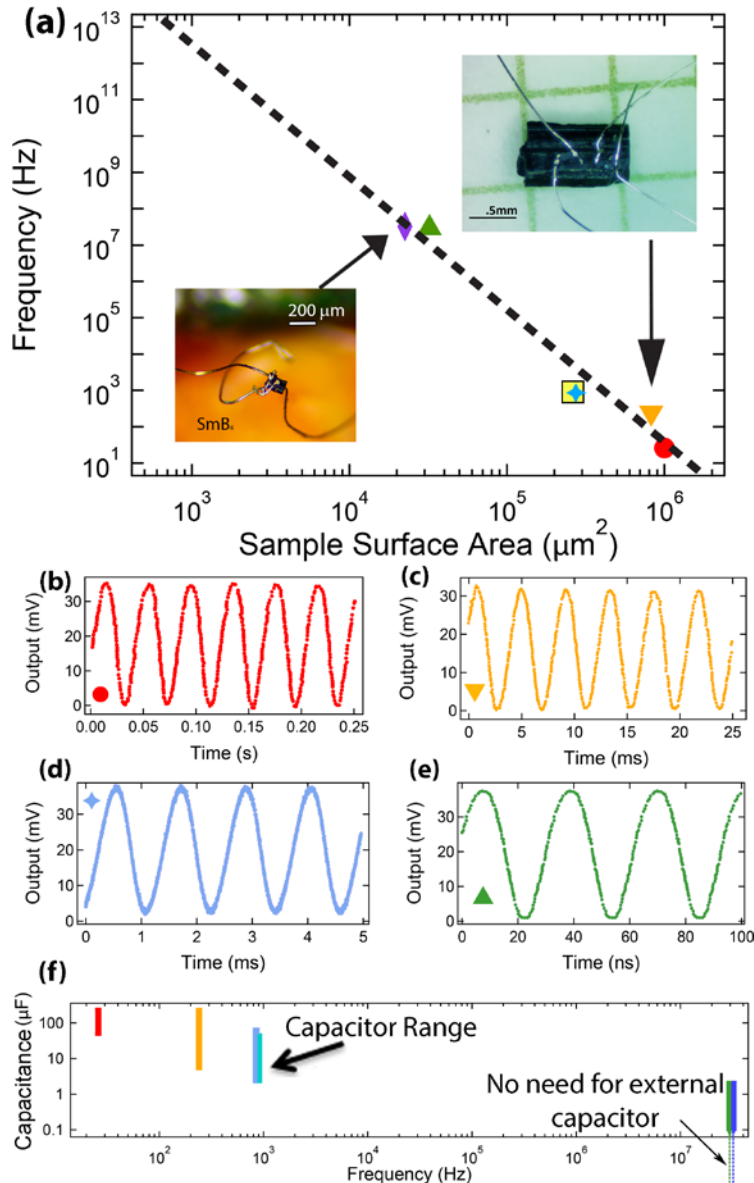 (a)
10^13
10^11
10^9
10^7
10^5
10^3
10^1
Frequency (Hz)
.5mm
200 μm
SmB₆
10^3
10^4
10^5
10^6
Sample Surface Area (μm²)
(b)
Output (mV)
30
20
10
0
0.00 0.05 0.10 0.15 0.20 0.25
Time (s)
(c)
Output (mV)
30
20
10
0
0 5 10 15 20 25
Time (ms)
(d)
Output (mV)
30
20
10
0
0 1 2 3 4 5
Time (ms)
(e)
Output (mV)
30
20
10
0
0 20 40 60 80 100
Time (ns)
(f)
Capacitance (μF)
100
10
1
0.1
Capacitor Range
No need for external
capacitor
10^2 10^3 10^4 10^5 10^6 10^7
Frequency (Hz)